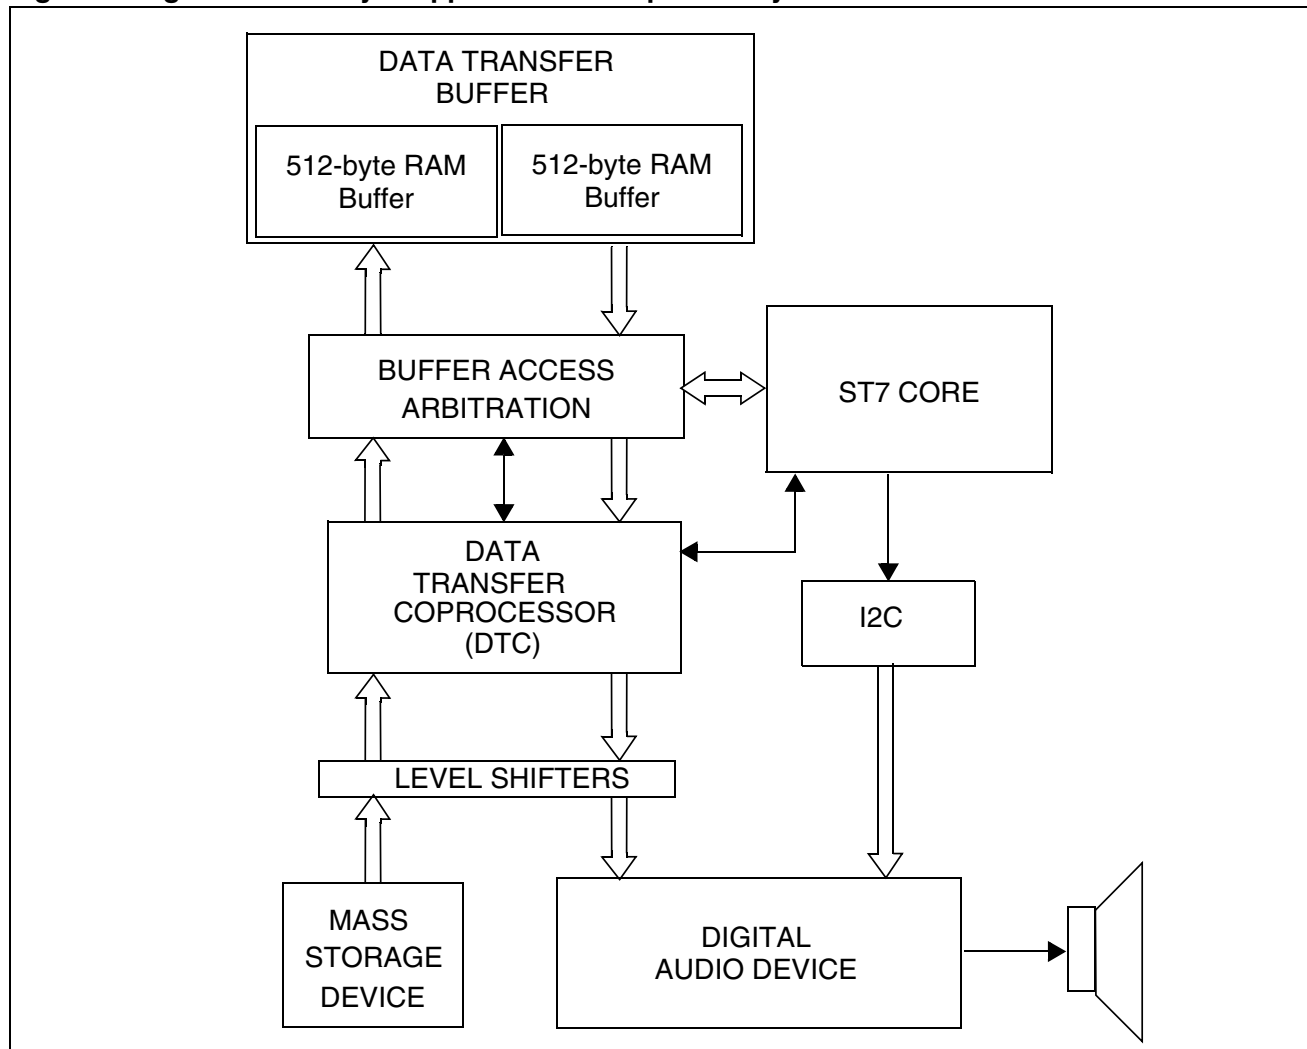 DATA TRANSFER
BUFFER
512-byte RAM
Buffer
512-byte RAM
Buffer
BUFFER ACCESS
ARBITRATION
ST7 CORE
DATA
TRANSFER
COPROCESSOR
(DTC)
I2C
LEVEL SHIFTERS
MASS
STORAGE
DEVICE
DIGITAL
AUDIO DEVICE